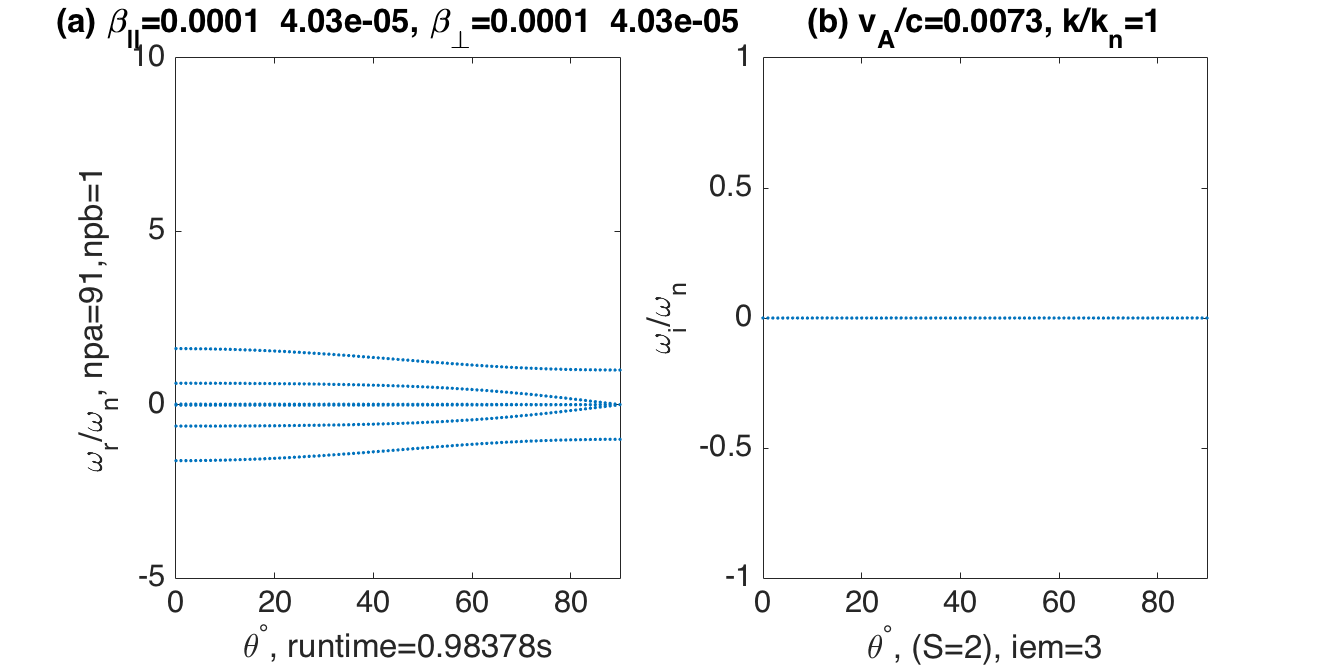 (a) β||=0.0001 4.03e-05, β⊥=0.0001 4.03e-05
10
5
0
-5
0 20 40 60 80
ωr/ωn, npa=91,npb=1
θ°, runtime=0.98378s
(b) vA/c=0.0073, k/kn=1
1
0.5
0
-0.5
-1
0 20 40 60 80
ωi/ωn
θ°, (S=2), iem=3